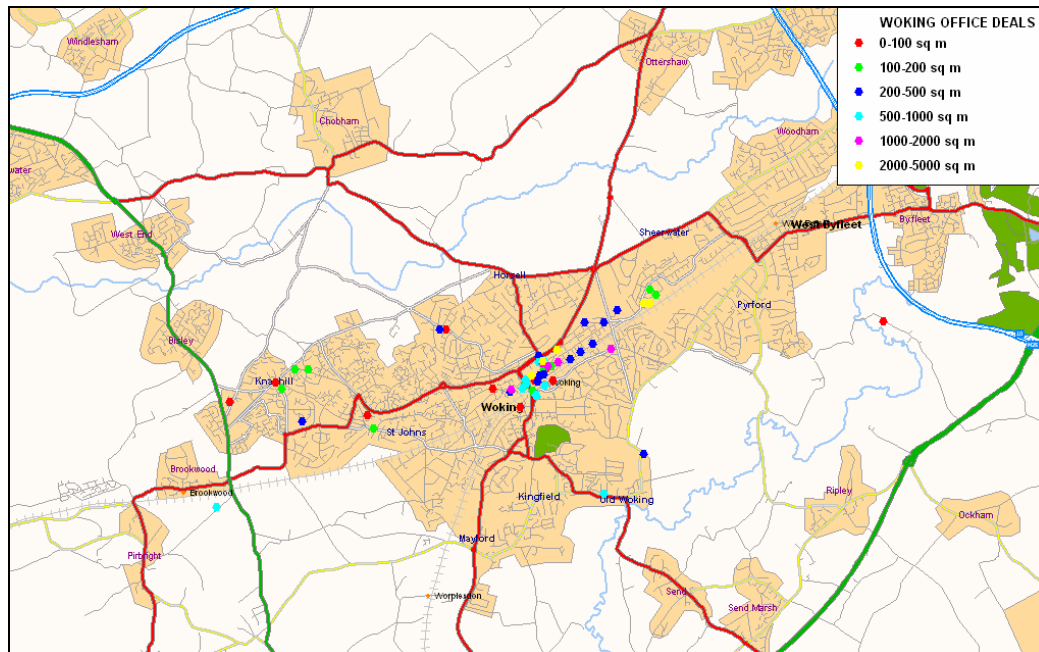 WOKING OFFICE DEALS
0-100 sq m
100-200 sq m
200-500 sq m
500-1000 sq m
1000-2000 sq m
2000-5000 sq m
Windlesham
Ottershaw
Chobham
Woodham
water
West End
Sheerwater
West Byfleet
Byfleet
Horsell
Pyrford
Bisley
Knaphill
Woking
Woking
St Johns
Brookwood
Brookwood
Kingfield
Old Woking
Ripley
Ockham
Mayford
Pirbright
Worplesdon
Send
Send Marsh